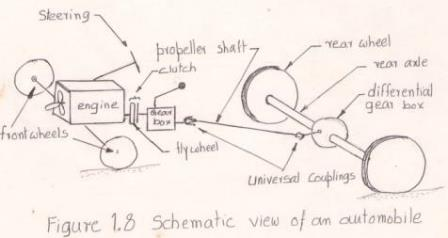 Steering
propeller shaft
rear wheel
rear axle
clutch
differential
gear box
engine
gear
box
front wheels
flywheel
universal couplings
Figure 1.8 Schematic view of an automobile